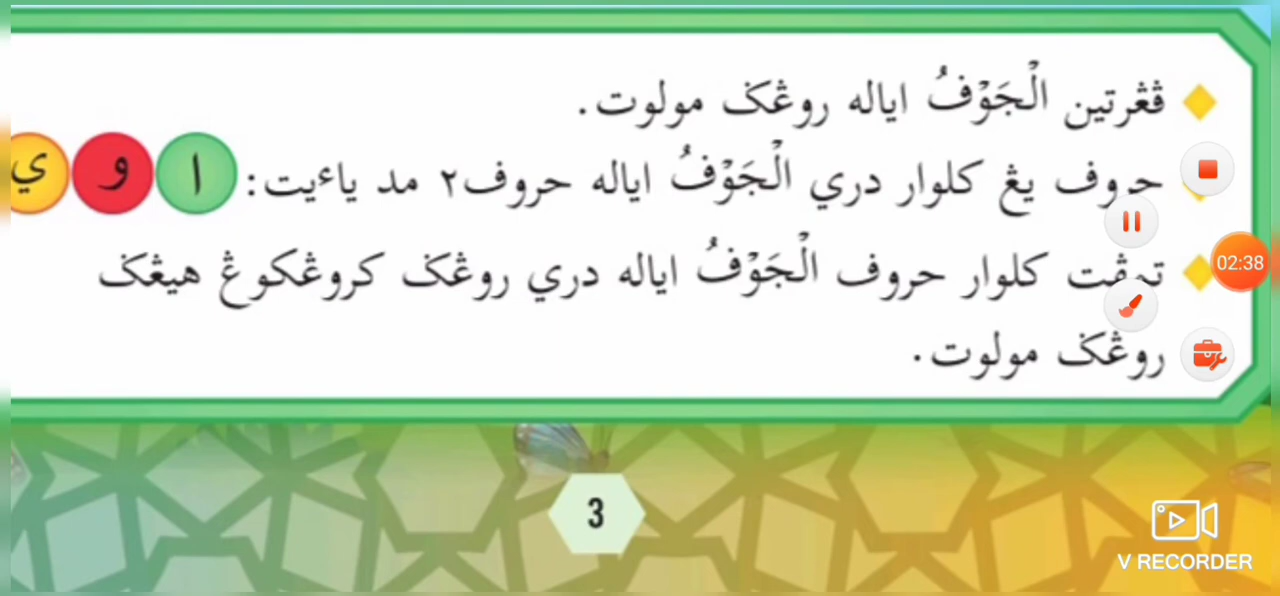 ڤڠرتين الْجَوْفُ اياله روڠݢ مولوت.
حروف يڠ كلوار دري الْجَوْفُ اياله حروف٢ مد ياءيت: ا و ي
تمڤت كلوار حروف الْجَوْفُ اياله دري روڠݢ كروڠكوڠ هيڠݢ
روڠݢ مولوت.
02:38
3
V RECORDER